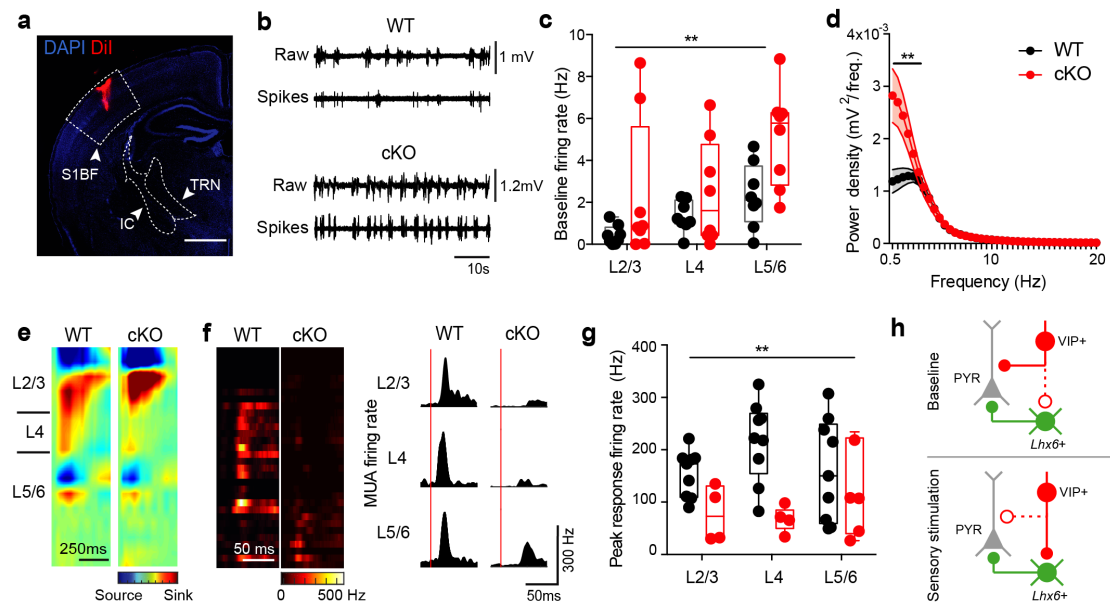 a
DAPI DiI
S1BF
IC
TRN
b
WT
Raw
1 mV
Spikes
cKO
Raw
1.2mV
Spikes
10s
c
**
Baseline firing rate (Hz)
10
8
6
4
2
0
L2/3 L4 L5/6
d
4×10-3
WT
cKO
**
Power density (mV 2/ freq.)
3
2
1
0
0.5 10 20
Frequency (Hz)
e
WT cKO
L2/3
L4
L5/6
250ms
Source Sink
f
WT cKO
50 ms
0 500 Hz
WT cKO
MUA firing rate
L2/3
L4
L5/6
300 Hz
50ms
g
**
Peak response firing rate (Hz)
400
300
200
100
0
L2/3 L4 L5/6
h
Baseline
VIP+
PYR
Lhx6+
Sensory stimulation
VIP+
PYR
Lhx6+